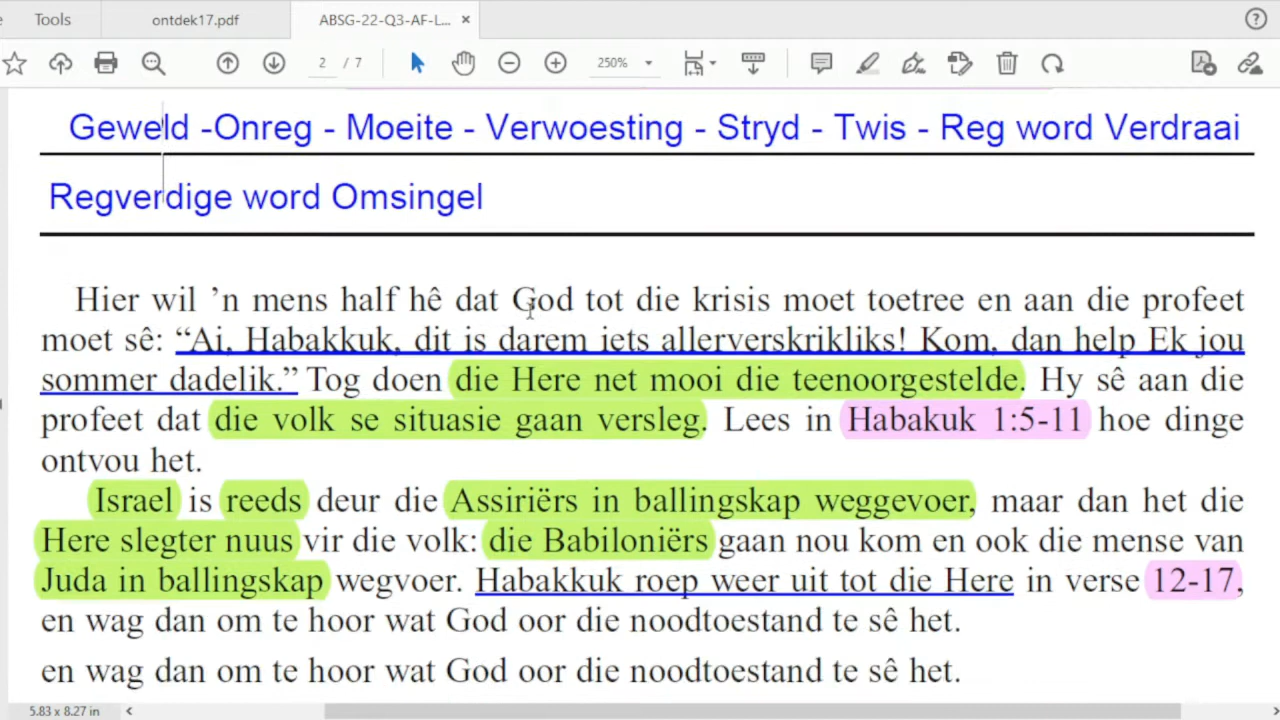 Tools
ontdek17.pdf
ABSG-22-Q3-AF-L... ×
2 / 7
250%
Geweld -Onreg - Moeite - Verwoesting - Stryd - Twis - Reg word Verdraai
Regverdige word Omsingel
Hier wil ’n mens half hê dat God tot die krisis moet toetree en aan die profeet
moet sê: “Ai, Habakkuk, dit is darem iets allerverskrikliks! Kom, dan help Ek jou
sommer dadelik.” Tog doen die Here net mooi die teenoorgestelde. Hy sê aan die
profeet dat die volk se situasie gaan versleg. Lees in Habakuk 1:5-11 hoe dinge
ontvou het.
Israel is reeds deur die Assiriërs in ballingskap weggevoer, maar dan het die
Here slegter nuus vir die volk: die Babiloniërs gaan nou kom en ook die mense van
Juda in ballingskap wegvoer. Habakkuk roep weer uit tot die Here in verse 12-17,
en wag dan om te hoor wat God oor die noodtoestand te sê het.
en wag dan om te hoor wat God oor die noodtoestand te sê het.
5.83 x 8.27 in